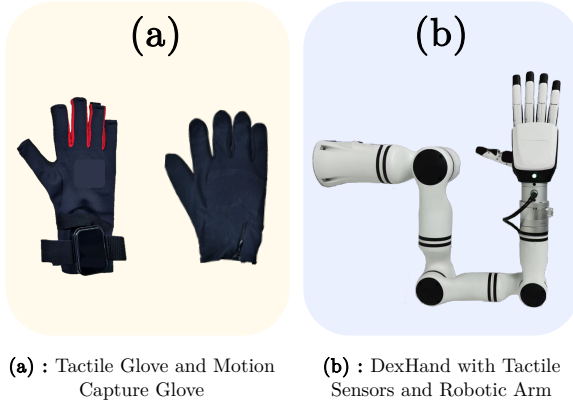 (a)
(b)
(a) : Tactile Glove and Motion
Capture Glove
(b) : DexHand with Tactile
Sensors and Robotic Arm